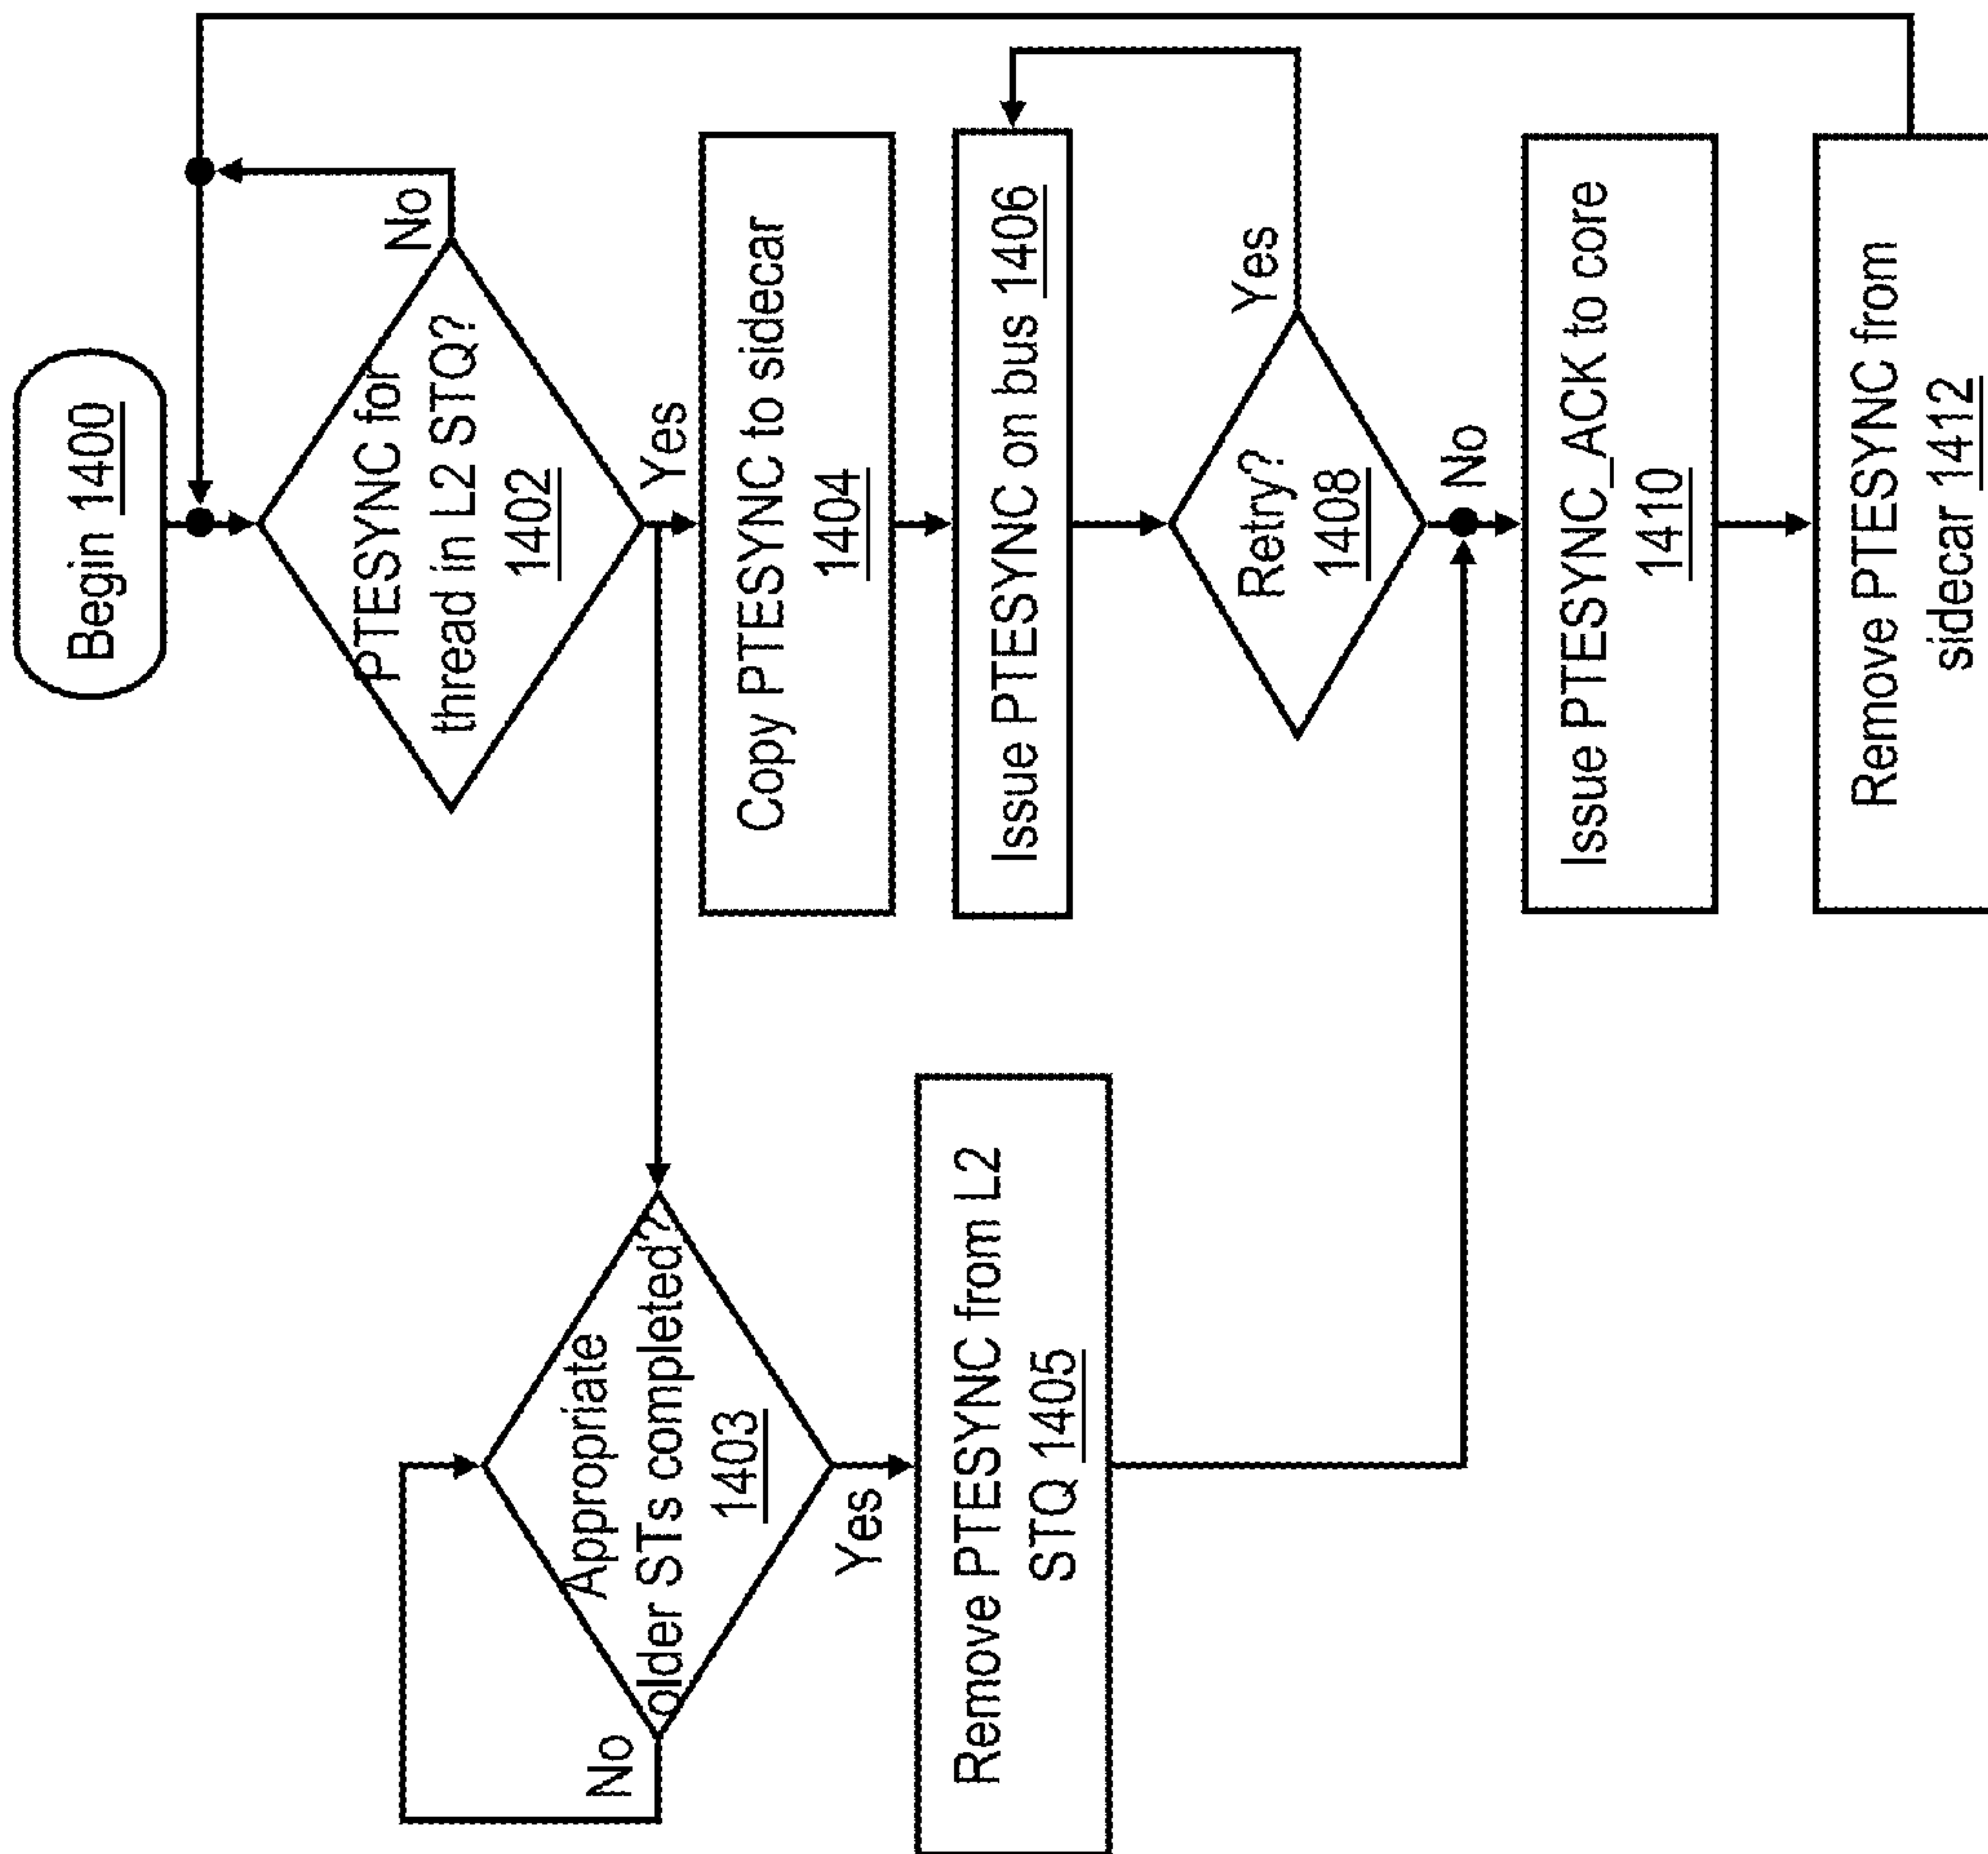 Begin 1400
PTESYNC for
thread in L2 STQ?
1402
No
Yes
Appropriate
older STs completed?
1403
No
Yes
Copy PTESYNC to sidecar
1404
Remove PTESYNC from L2
STQ 1405
Issue PTESYNC on bus 1406
Retry?
1408
Yes
No
Issue PTESYNC_ACK to core
1410
Remove PTESYNC from
sidecar 1412